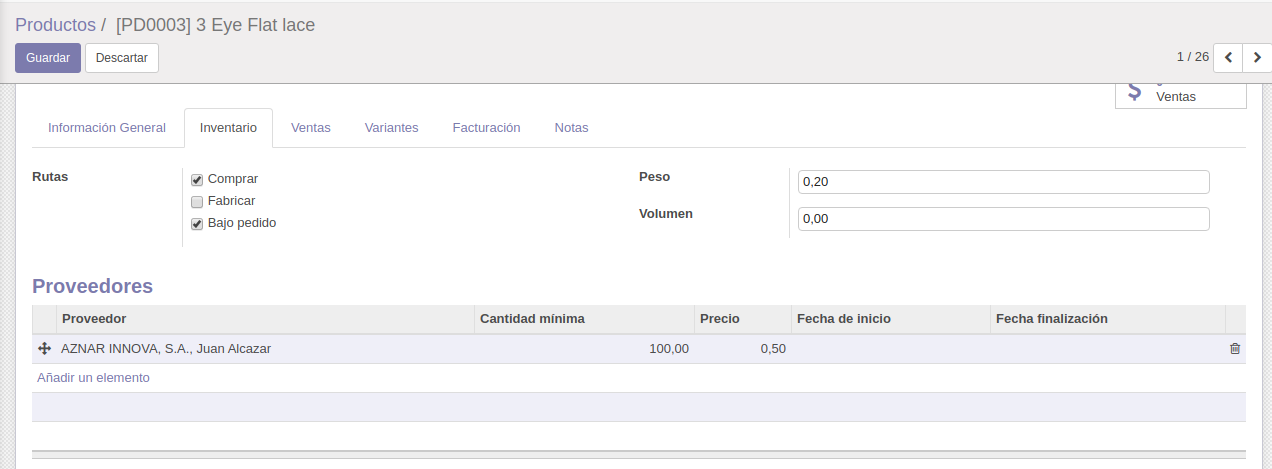 Productos / [PD0003] 3 Eye Flat lace
Guardar Descartar 1 / 26
$ Ventas
Información General Inventario Ventas Variantes Facturación Notas
Rutas Comprar Peso 0,20
Fabricar
Bajo pedido Volumen 0,00
Proveedores
Proveedor Cantidad mínima Precio Fecha de inicio Fecha finalización
AZNAR INNOVA, S.A., Juan Alcazar 100,00 0,50
Añadir un elemento